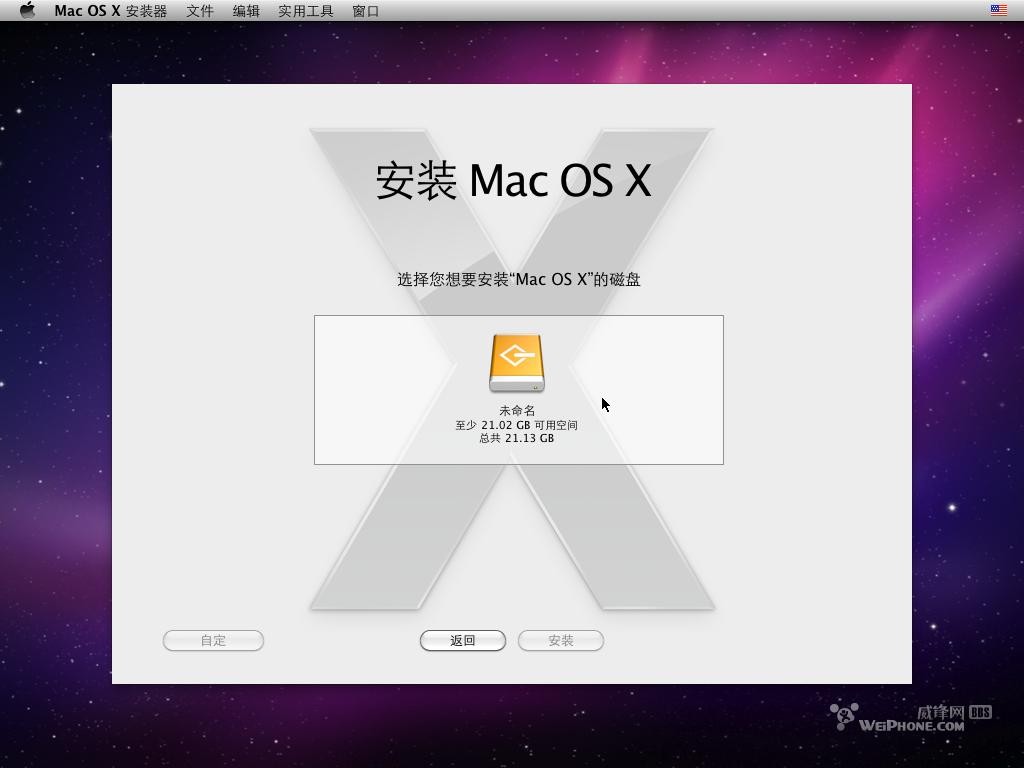 Mac OS X 安装器 文件 编辑 实用工具 窗口
安装 Mac OS X
选择您想要安装“Mac OS X”的磁盘
未命名
至少 21.02 GB 可用空间
总共 21.13 GB
自定 返回 安装
威锋网 BBS
WEIPHONE.COM